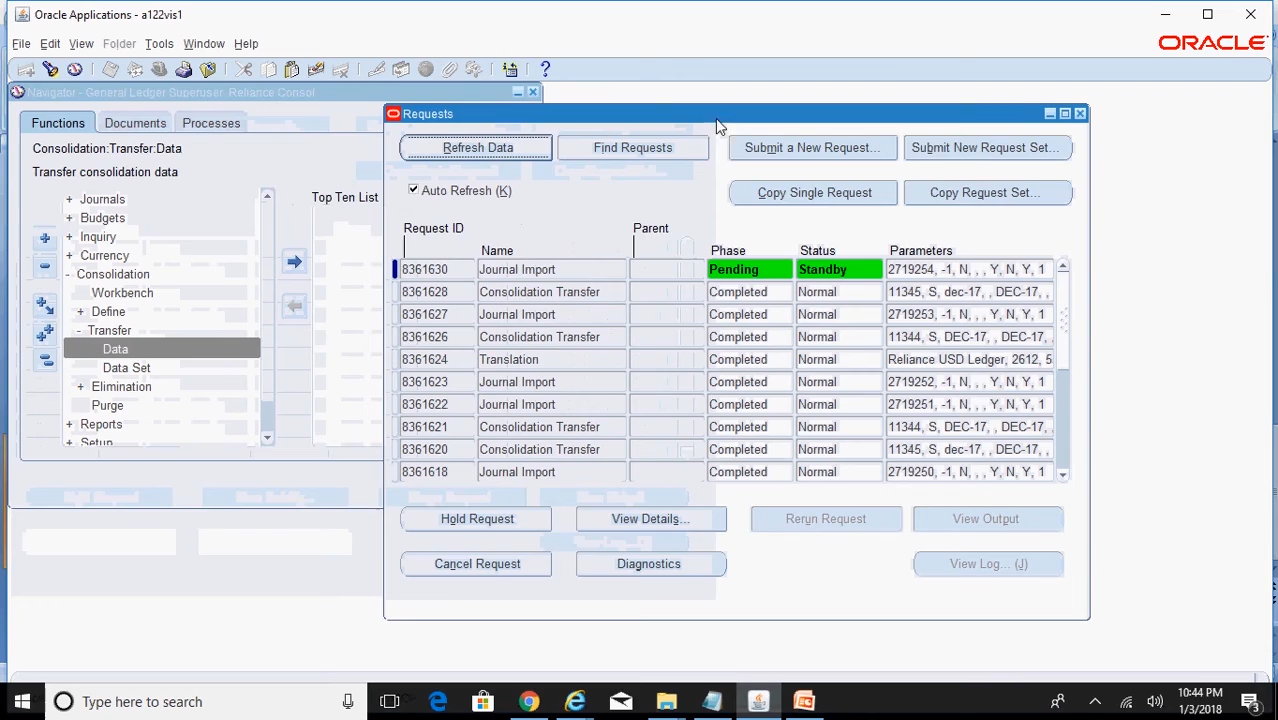 Oracle Applications - a122vis1
File Edit View Folder Tools Window Help
ORACLE
Navigator - General Ledger Superuser, Reliance Consol
Functions Documents Processes
Consolidation:Transfer:Data
Transfer consolidation data
Top Ten List
+ Journals
+ Budgets
+ Inquiry
+ Currency
- Consolidation
Workbench
+ Define
- Transfer
Data
Data Set
+ Elimination
Purge
+ Reports
+ Setup
Requests
Refresh Data Find Requests Submit a New Request... Submit New Request Set...
Auto Refresh (K) Copy Single Request Copy Request Set...
Request ID Parent
Name Phase Status Parameters
8361630 Journal Import Pending Standby 2719254, -1, N, , , Y, N, Y, 1
8361628 Consolidation Transfer Completed Normal 11345, S, dec-17, , DEC-17, ,
8361627 Journal Import Completed Normal 2719253, -1, N, , , Y, N, Y, 1
8361626 Consolidation Transfer Completed Normal 11344, S, DEC-17, , DEC-17, ,
8361624 Translation Completed Normal Reliance USD Ledger, 2612, 5
8361623 Journal Import Completed Normal 2719252, -1, N, , , Y, N, Y, 1
8361622 Journal Import Completed Normal 2719251, -1, N, , , Y, N, Y, 1
8361621 Consolidation Transfer Completed Normal 11344, S, DEC-17, , DEC-17, ,
8361620 Consolidation Transfer Completed Normal 11345, S, dec-17, , DEC-17, ,
8361618 Journal Import Completed Normal 2719250, -1, N, , , Y, N, Y, 1
Hold Request View Details... Rerun Request View Output
Cancel Request Diagnostics View Log... (J)
Type here to search
10:44 PM
1/3/2018
3